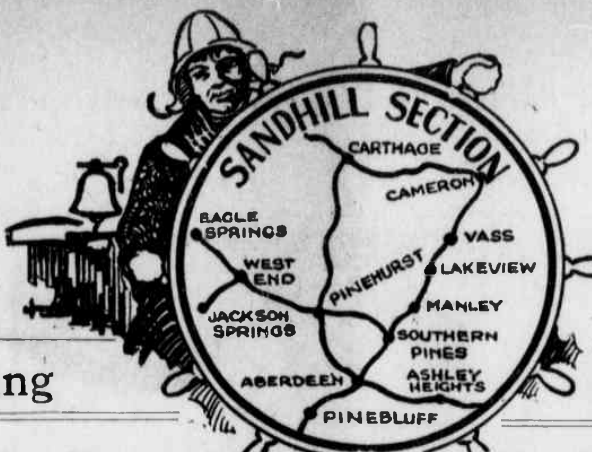 SANDHILL SECTION
CARTHAGE
CAMERON
EAGLE
SPRINGS
VASS
WEST
END
PINEHURST
LAKEVIEW
JACKSON
SPRINGS
MANLEY
SOUTHERN
PINES
ABERDEEN
ASHLEY
HEIGHTS
ing
PINEBLUFF